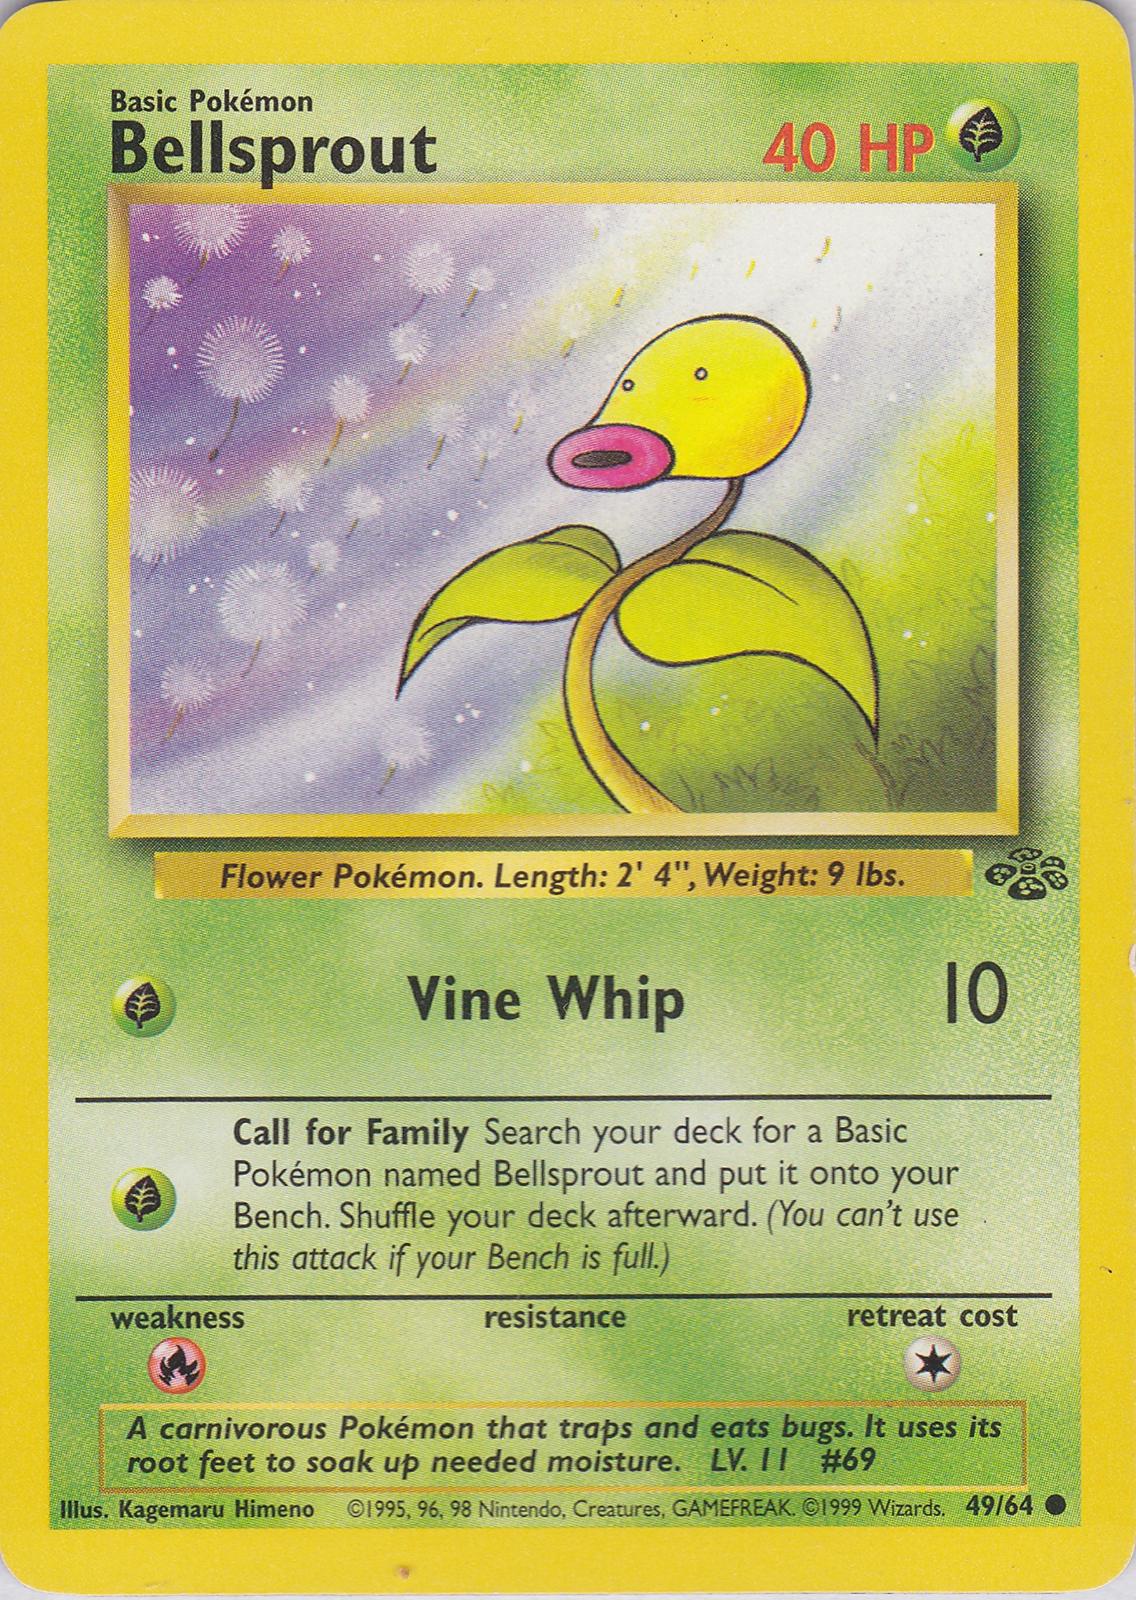 Basic Pokémon
Bellsprout
40 HP
Flower Pokémon. Length: 2' 4", Weight: 9 lbs.
Vine Whip 10
Call for Family Search your deck for a Basic
Pokémon named Bellsprout and put it onto your
Bench. Shuffle your deck afterward. (You can't use
this attack if your Bench is full.)
weakness resistance retreat cost
A carnivorous Pokémon that traps and eats bugs. It uses its
root feet to soak up needed moisture. LV. 11 #69
Illus. Kagemaru Himeno ©1995, 96, 98 Nintendo, Creatures, GAMEFREAK. ©1999 Wizards. 49/64